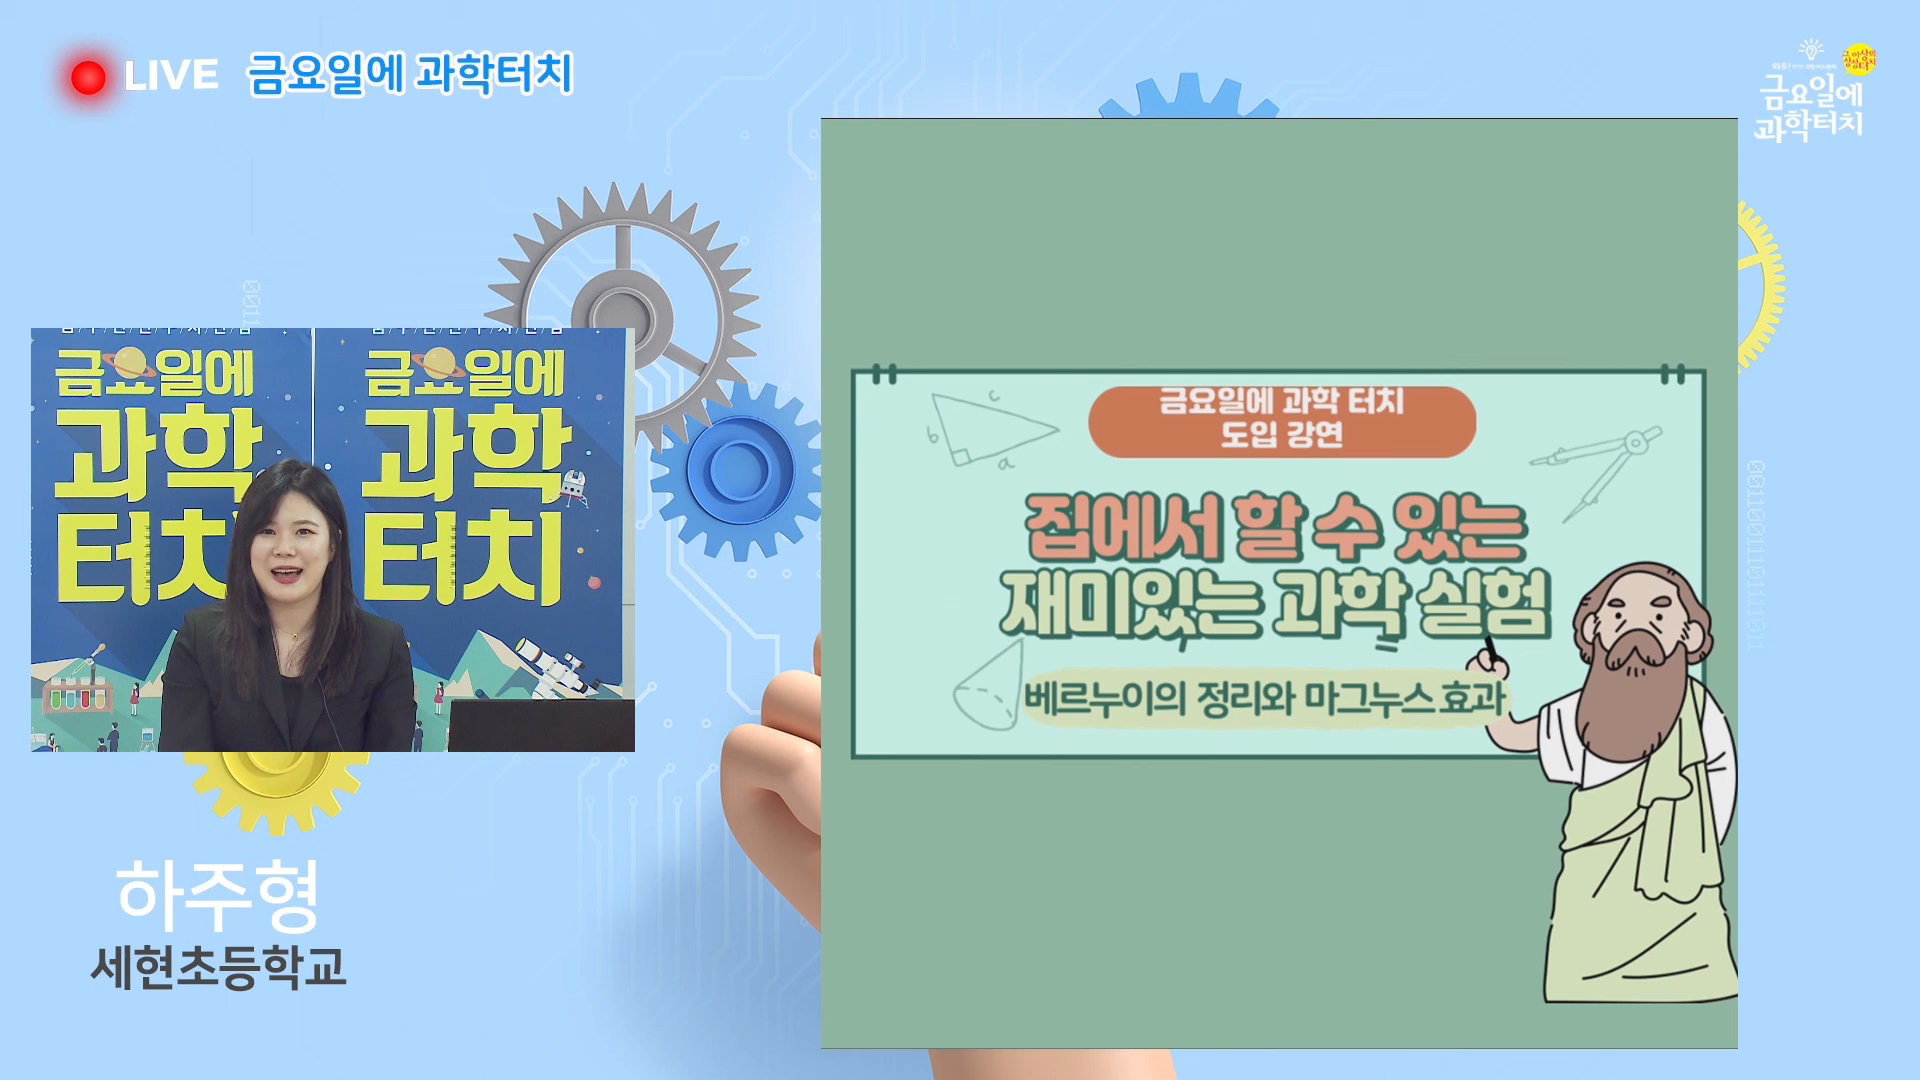 LIVE 금요일에 과학터치
금요일에
과학터치
금요일에
과학
터치
금요일에
과학
터치
하주형
세현초등학교
금요일에 과학 터치
도입 강연
집에서 할 수 있는
재미있는 과학 실험
베르누이의 정리와 마그누스 효과
c
b
a
0011
0011001110111011